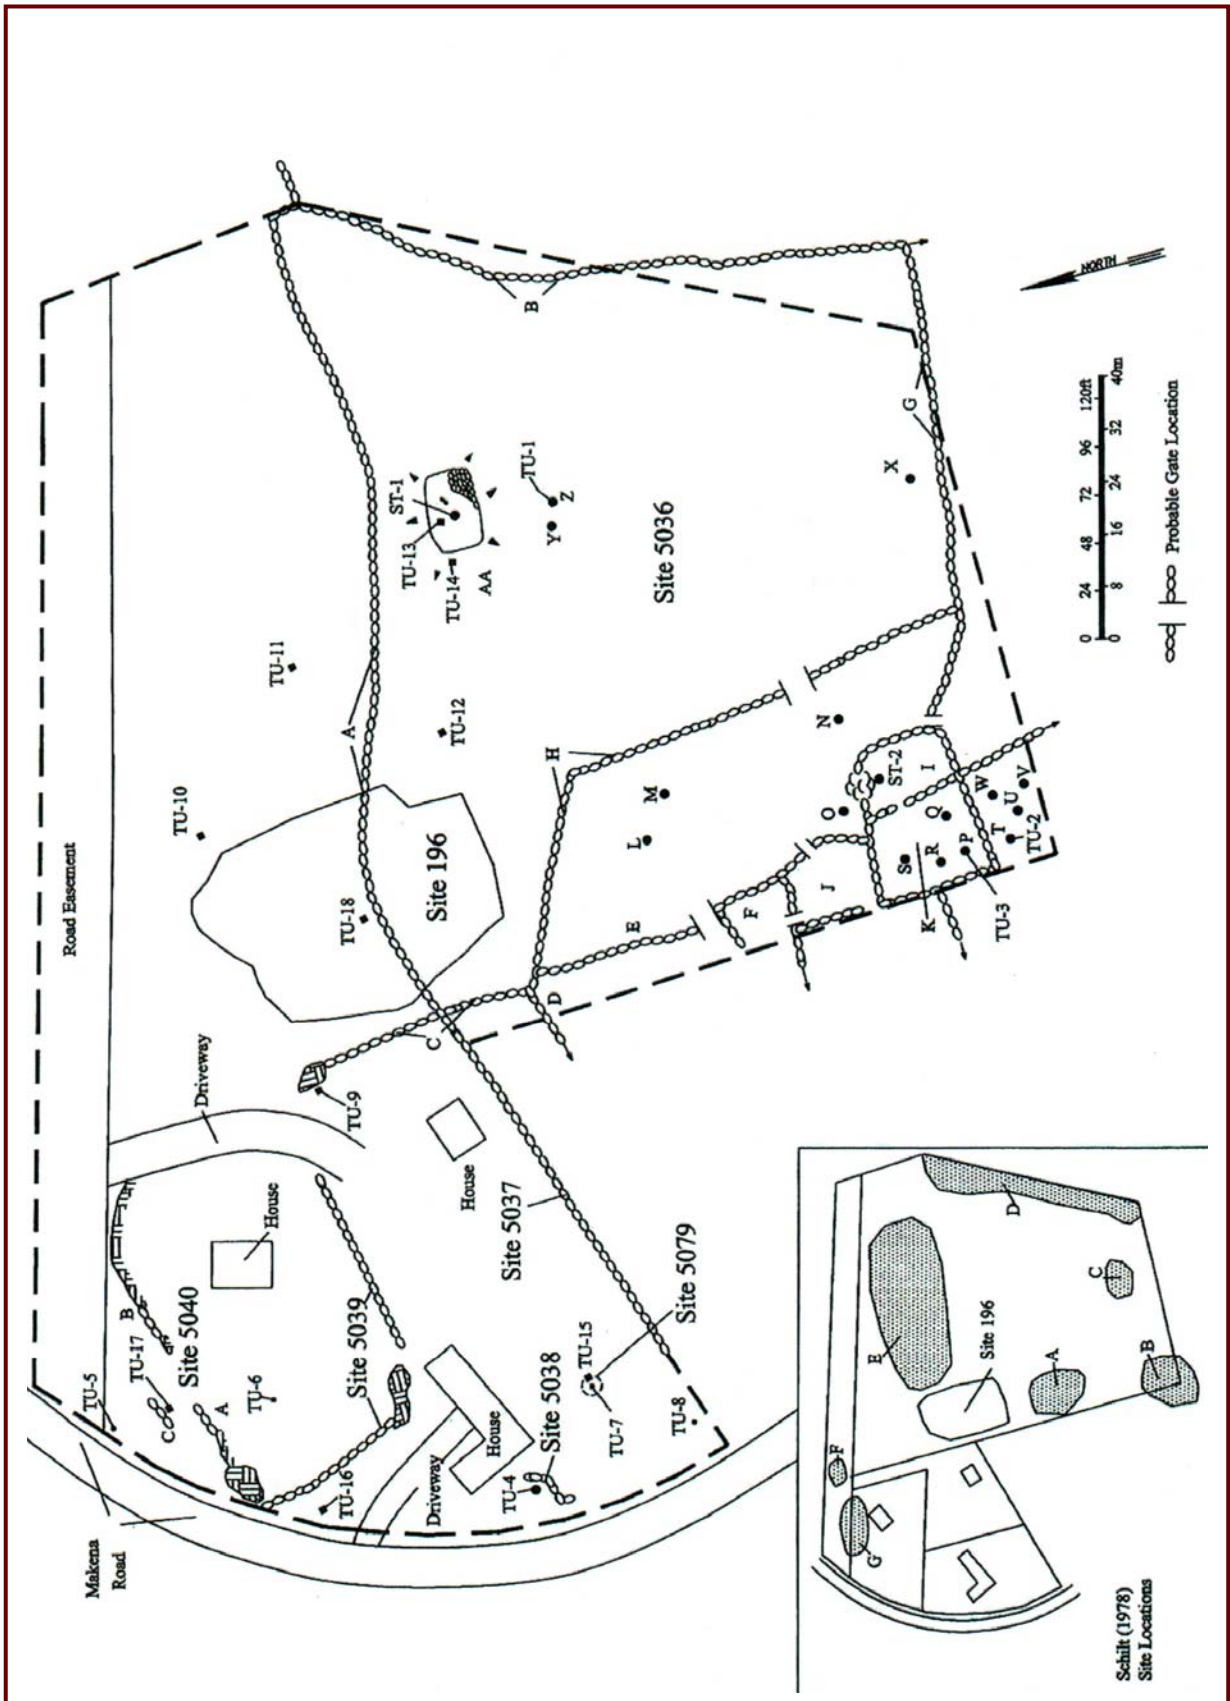 Road Easement
Makena
Road
TU-5
TU-17
C
B
Site 5040
A
TU-6
House
Driveway
TU-16
Site 5039
Driveway
House
TU-4
Site 5038
TU-7
TU-15
Site 5079
TU-8
Site 5037
House
TU-9
C
D
TU-10
TU-18
Site 196
A
TU-11
TU-12
TU-13
ST-1
TU-14
AA
Y
TU-1
Z
B
Site 5036
H
E
L
M
F
J
N
O
ST-2
I
S
R
Q
P
K
TU-3
T
U
V
W
TU-2
X
G
NORTH
0 24 48 72 96 120ft
0 8 16 24 32 40m
Probable Gate Location
Schilt (1978)
Site Locations
G
F
E
Site 196
A
B
C
D